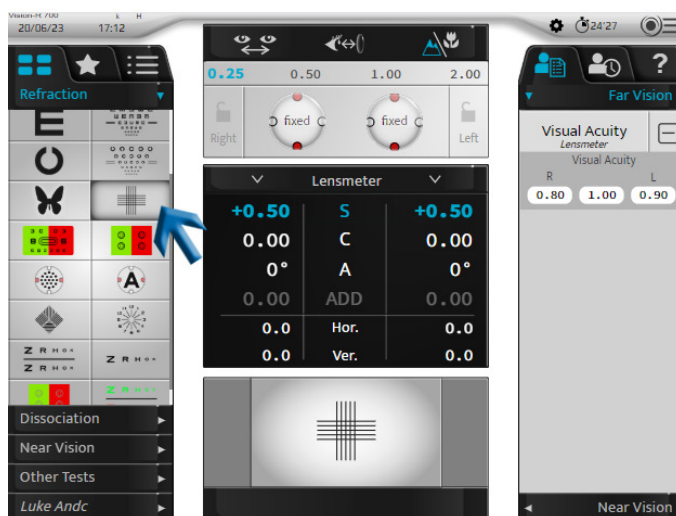 Vision-R 700
20/06/23 17:12
24'27
?
Refraction
0.25 0.50 1.00 2.00
Right fixed fixed Left
Lensmeter
+0.50 S +0.50
0.00 C 0.00
0° A 0°
0.00 ADD 0.00
0.0 Hor. 0.0
0.0 Ver. 0.0
Far Vision
Visual Acuity
Lensmeter
Visual Acuity
R L
0.80 1.00 0.90
E
A
Z R H O N
Z R H O N
Z R H O N
Dissociation
Near Vision
Other Tests
Luke Andc
Near Vision